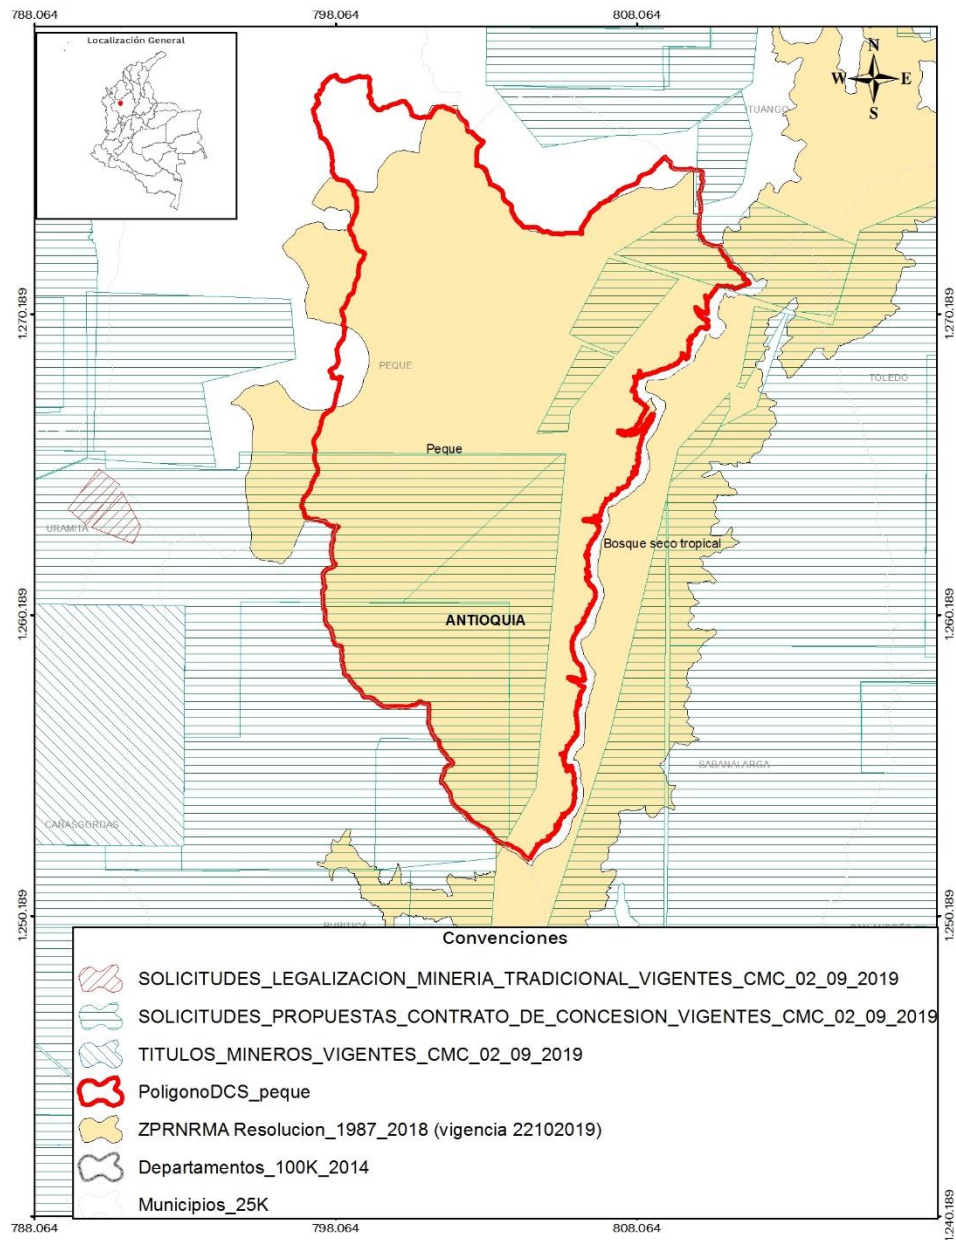 788.064 798.064 808.064
Localización General
N
W E
S
ITUANGO
1.270.189 1.270.189
PEQUE
TOLEDO
Peque
URAMITA
Bosque seco tropical
1.260.189 1.260.189
ANTIOQUIA
SABANALARGA
CAÑASGORDAS
1.250.189 1.250.189
Convenciones
SOLICITUDES_LEGALIZACION_MINERIA_TRADICIONAL_VIGENTES_CMC_02_09_2019
SOLICITUDES_PROPUESTAS_CONTRATO_DE_CONCESION_VIGENTES_CMC_02_09_2019
TITULOS_MINEROS_VIGENTES_CMC_02_09_2019
PoligonoDCS_peque
ZPRNRMA Resolucion_1987_2018 (vigencia 22102019)
Departamentos_100K_2014
Municipios_25K
1.240.189
788.064 798.064 808.064